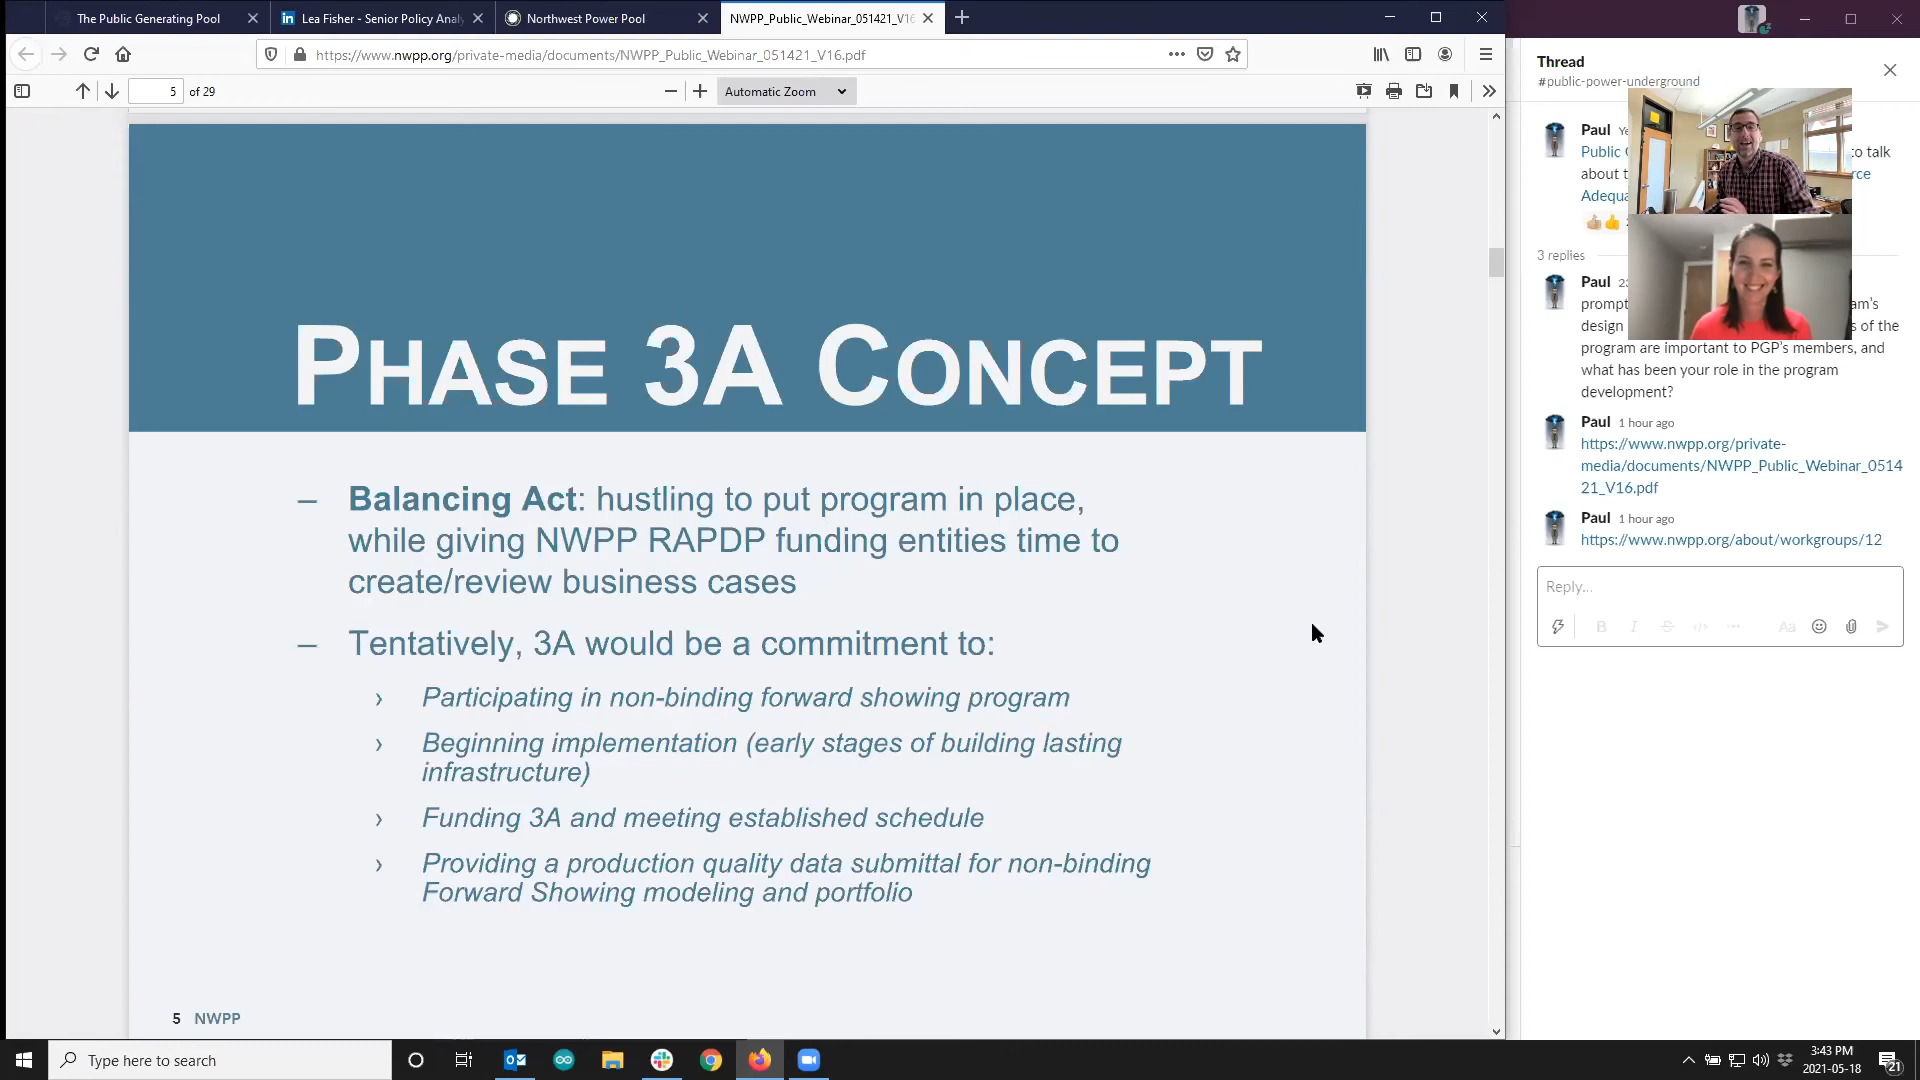 The Public Generating Pool
Lea Fisher - Senior Policy Analy
Northwest Power Pool
NWPP_Public_Webinar_051421_V16
https://www.nwpp.org/private-media/documents/NWPP_Public_Webinar_051421_V16.pdf
5 of 29
Automatic Zoom
PHASE 3A CONCEPT
– Balancing Act: hustling to put program in place,
while giving NWPP RAPDP funding entities time to
create/review business cases
– Tentatively, 3A would be a commitment to:
› Participating in non-binding forward showing program
› Beginning implementation (early stages of building lasting
infrastructure)
› Funding 3A and meeting established schedule
› Providing a production quality data submittal for non-binding
Forward Showing modeling and portfolio
5 NWPP
Thread
#public-power-underground
Paul
Public
to talk
about t
rce
Adequa
3 replies
Paul
prompt
am's
design
s of the
program are important to PGP's members, and
what has been your role in the program
development?
Paul 1 hour ago
https://www.nwpp.org/private-
media/documents/NWPP_Public_Webinar_0514
21_V16.pdf
Paul 1 hour ago
https://www.nwpp.org/about/workgroups/12
Reply...
B I S Aa
Type here to search
3:43 PM
2021-05-18
21